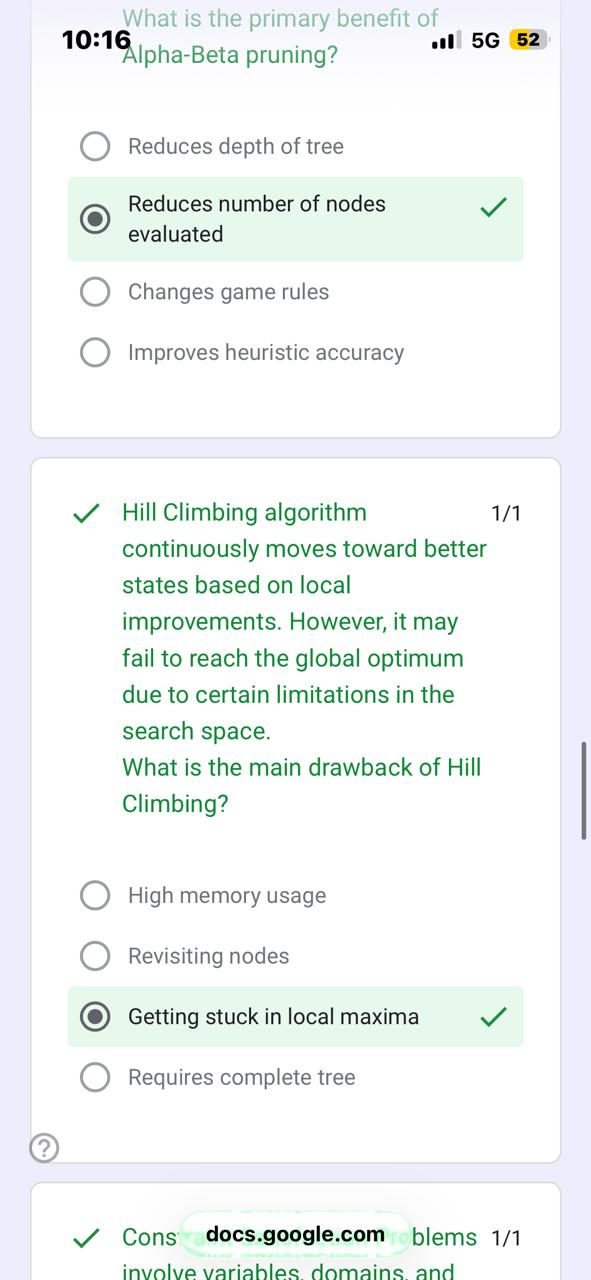 What is the primary benefit of
10:16
5G
52
Alpha-Beta pruning?
Reduces depth of tree
Reduces number of nodes
evaluated
Changes game rules
Improves heuristic accuracy
Hill Climbing algorithm
1/1
continuously moves toward better
states based on local
improvements. However, it may
fail to reach the global optimum
due to certain limitations in the
search space.
What is the main drawback of Hill
Climbing?
High memory usage
Revisiting nodes
Getting stuck in local maxima
Requires complete tree
?
docs.google.com
blems
1/1
involve variables, domains, and